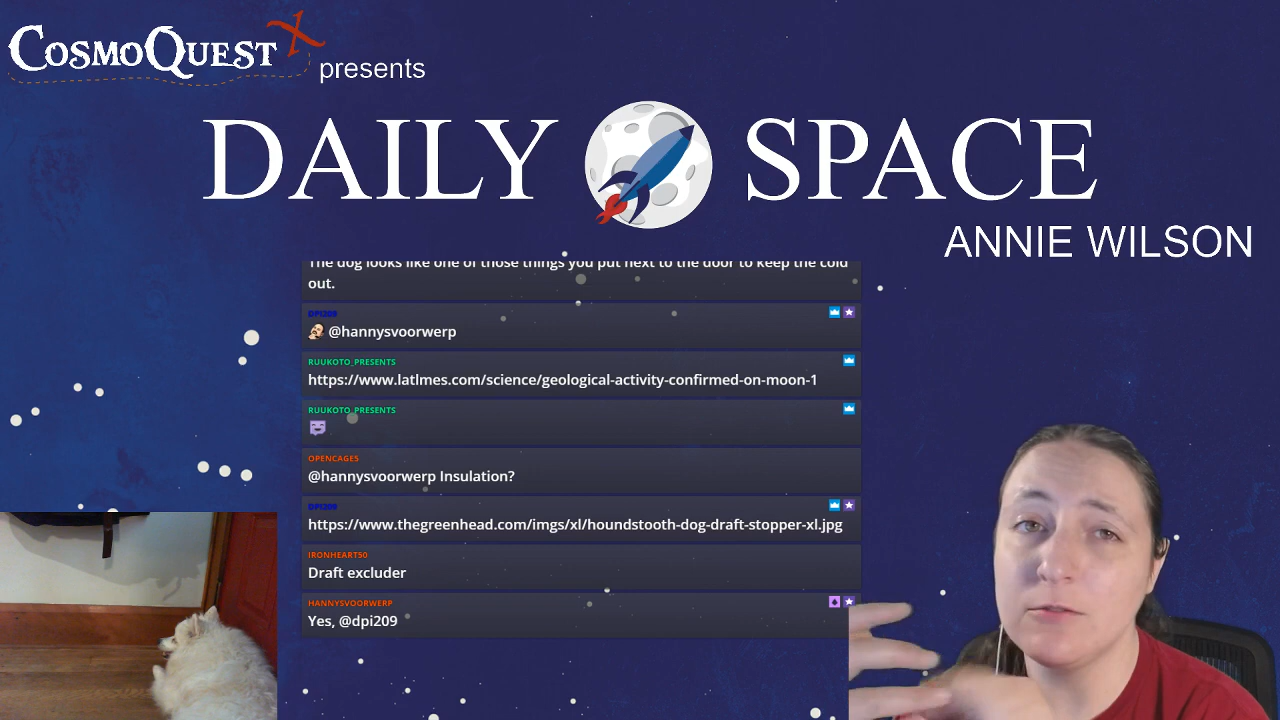 COSMOQUEST X
presents
DAILY SPACE
ANNIE WILSON
The dog looks like one of those things you put next to the door to keep the cold
out.
DPI209
@hannysvoorwerp
RUUKOTO_PRESENTS
https://www.latlmes.com/science/geological-activity-confirmed-on-moon-1
RUUKOTO_PRESENTS
OPENCAGES
@hannysvoorwerp Insulation?
DPI209
https://www.thegreenhead.com/imgs/xl/houndstooth-dog-draft-stopper-xl.jpg
IRONHEART50
Draft excluder
HANNYSVOORWERP
Yes, @dpi209